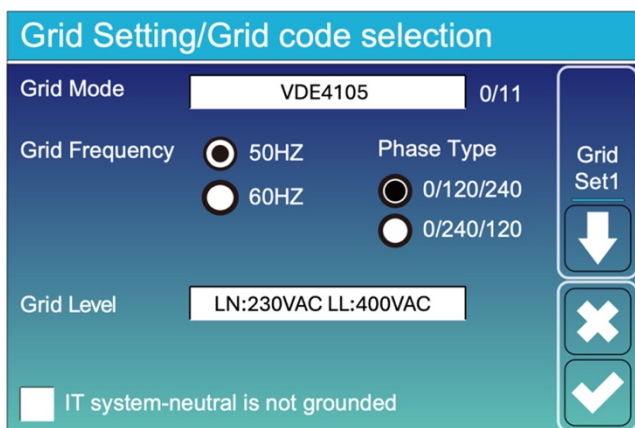 Grid Setting/Grid code selection
Grid Mode VDE4105 0/11
Grid Frequency 50HZ Phase Type
60HZ 0/120/240
0/240/120
Grid Set1
Grid Level LN:230VAC LL:400VAC
IT system-neutral is not grounded